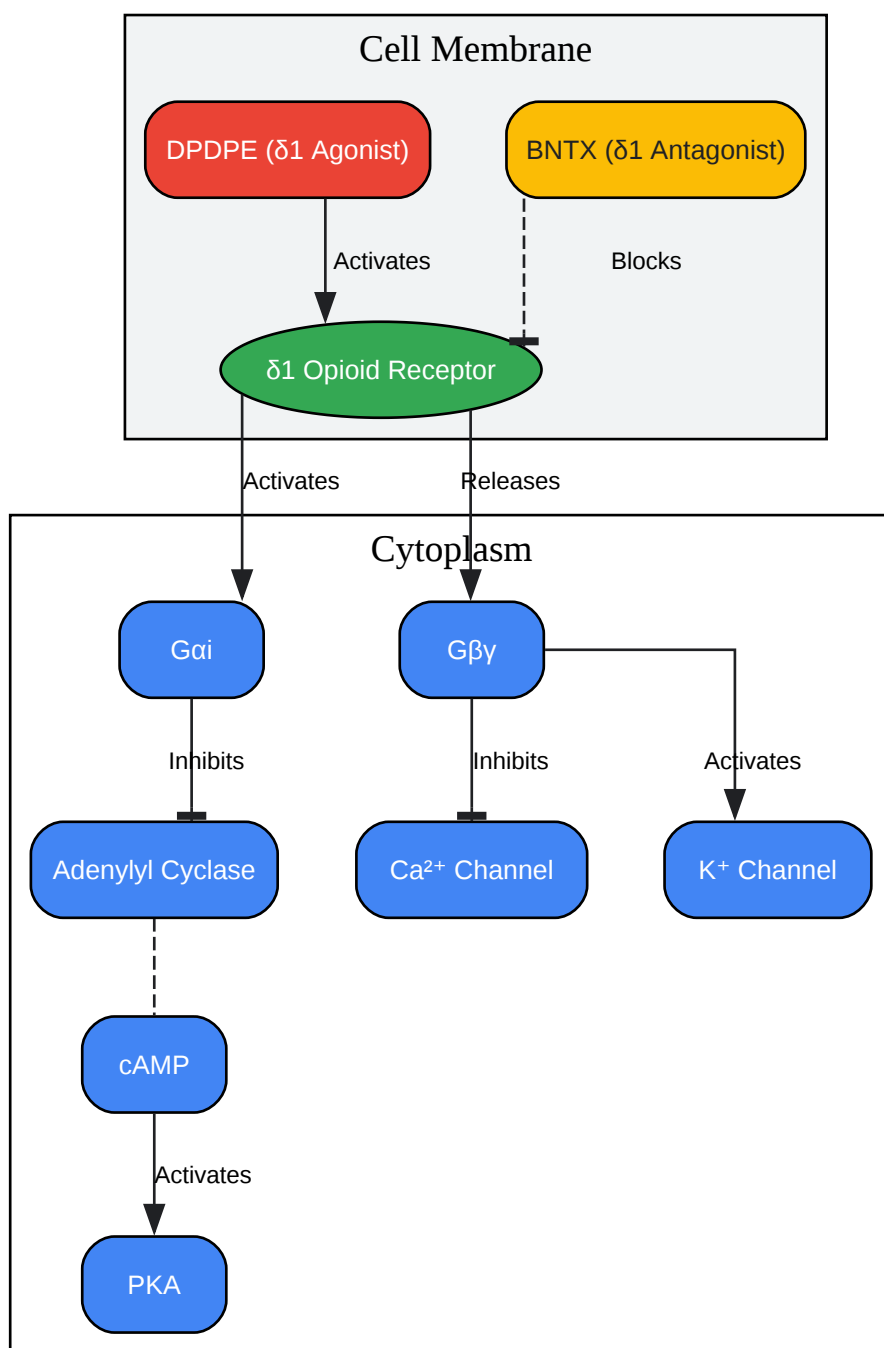 Cell Membrane
DPDPE (δ1 Agonist)
BNTX (δ1 Antagonist)
Activates
Blocks
δ1 Opioid Receptor
Activates
Releases
Cytoplasm
Gαi
Gβγ
Inhibits
Inhibits
Activates
Adenylyl Cyclase
Ca²⁺ Channel
K⁺ Channel
cAMP
Activates
PKA